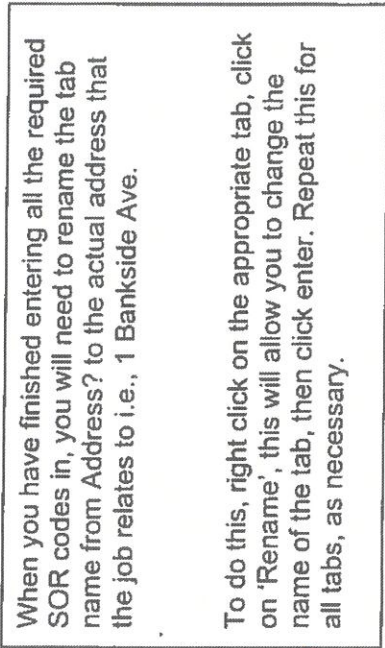 When you have finished entering all the required
SOR codes in, you will need to rename the tab
name from Address? to the actual address that
the job relates to i.e., 1 Bankside Ave.
To do this, right click on the appropriate tab, click
on 'Rename', this will allow you to change the
name of the tab, then click enter. Repeat this for
all tabs, as necessary.